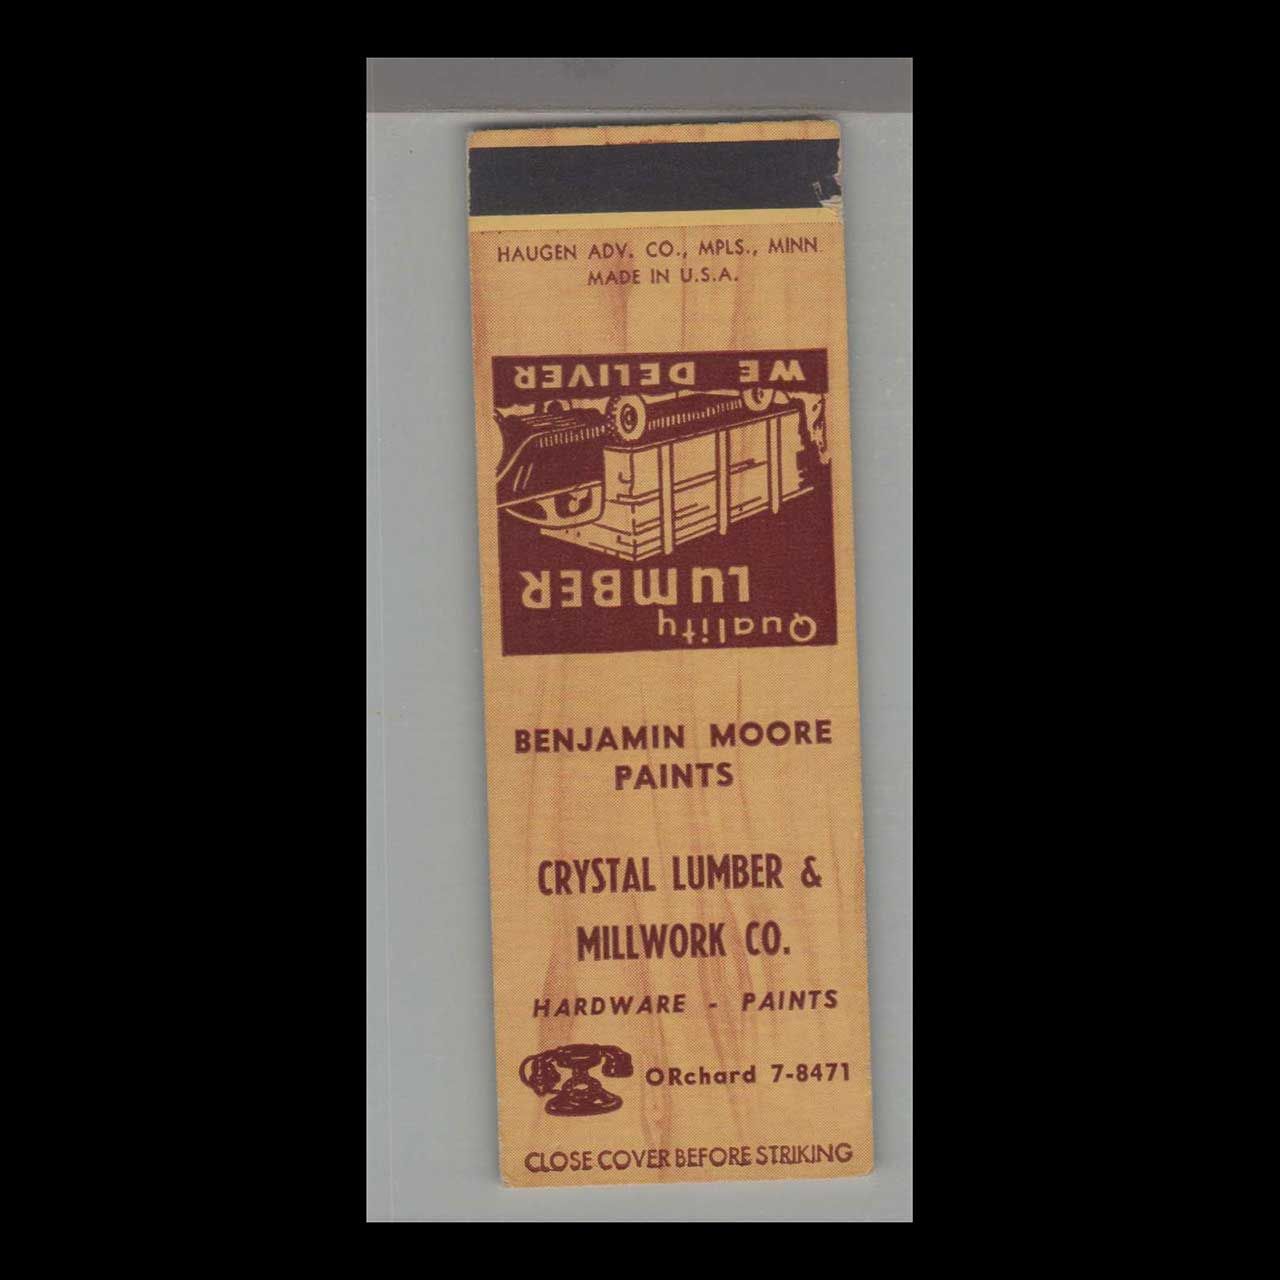 HAUGEN ADV. CO., MPLS., MINN
MADE IN U.S.A.
Quality
LUMBER
WE DELIVER
BENJAMIN MOORE
PAINTS
CRYSTAL LUMBER &
MILLWORK CO.
HARDWARE - PAINTS
ORchard 7-8471
CLOSE COVER BEFORE STRIKING